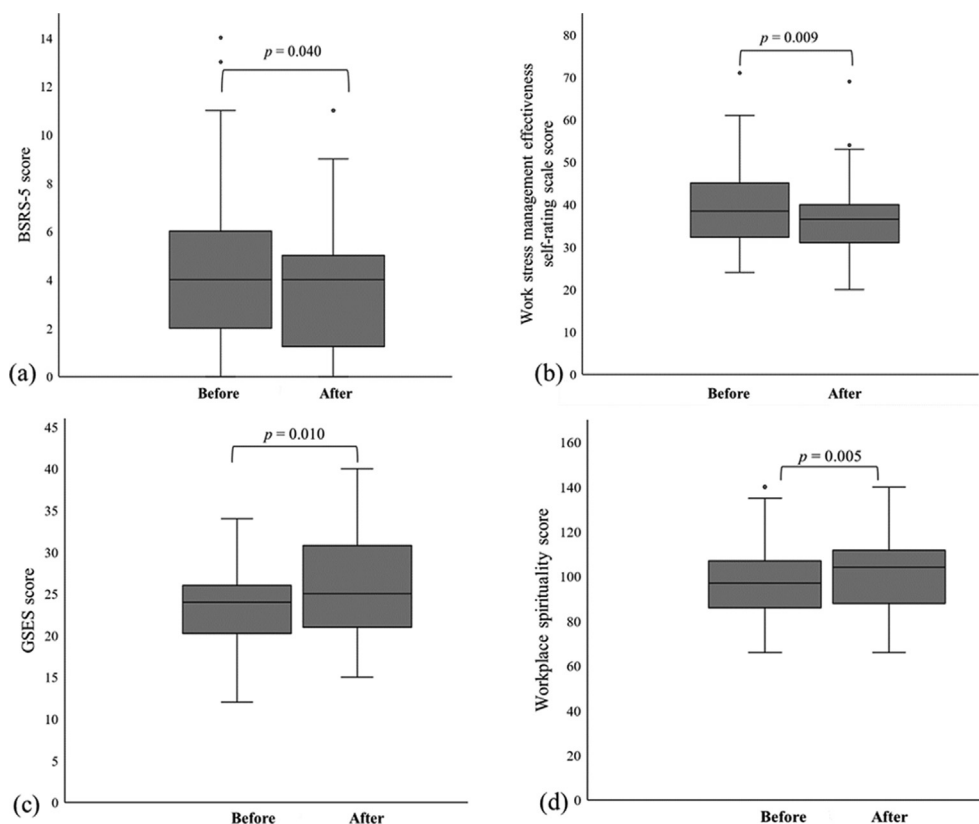 14
12
10
8
6
4
2
0
BSRS-5 score
p = 0.040
Before After
(a)
80
70
60
50
40
30
20
10
0
Work stress management effectiveness
self-rating scale score
p = 0.009
Before After
(b)
45
40
35
30
25
20
15
10
5
0
GSES score
p = 0.010
Before After
(c)
160
140
120
100
80
60
40
20
0
Workplace spirituality score
p = 0.005
Before After
(d)